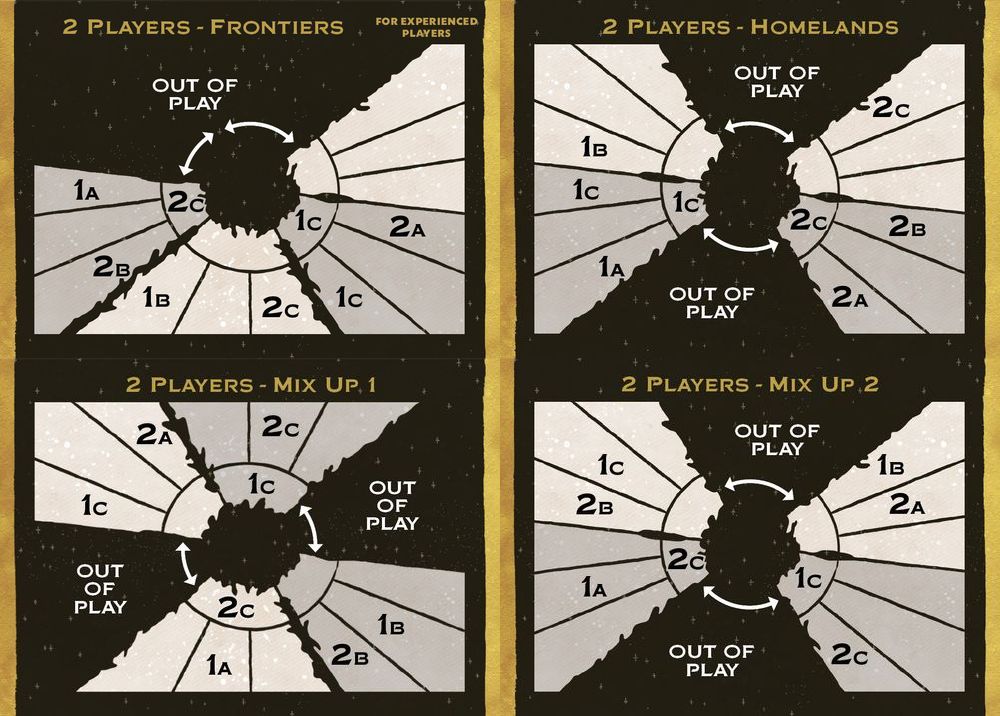 2 Players - Frontiers
FOR EXPERIENCED
PLAYERS
OUT OF
PLAY
1A
2C
1C
2A
2B
1B
2C
1C
2 Players - Homelands
OUT OF
PLAY
2C
1B
1C
1C
2C
2B
1A
2A
OUT OF
PLAY
2 Players - Mix Up 1
2A
2C
1C
1C
OUT OF
PLAY
OUT
OF
PLAY
2C
1B
1A
2B
2 Players - Mix Up 2
OUT OF
PLAY
1C
1B
2B
2A
2C
1A
1C
OUT OF
PLAY
2C